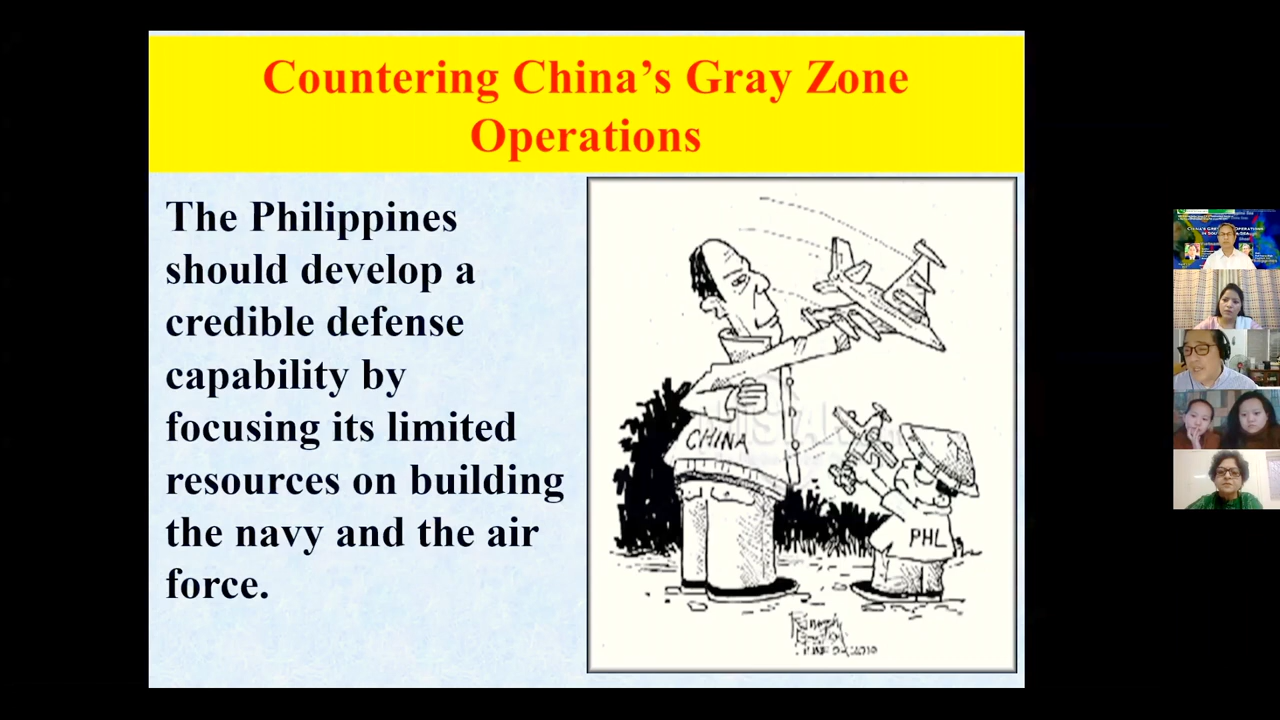 Countering China’s Gray Zone
Operations
The Philippines
should develop a
credible defense
capability by
focusing its limited
resources on building
the navy and the air
force.
CHINA
PHL